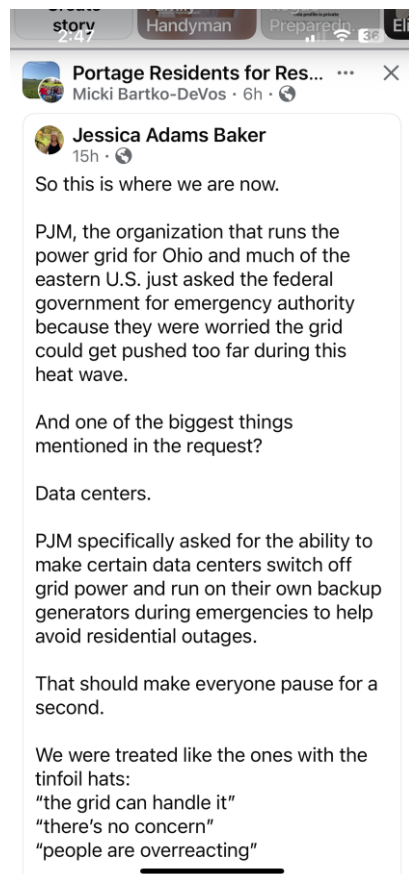 Create
story
Handyman
2:47
36
Portage Residents for Res... ···
Micki Bartko-DeVos · 6h ·
Jessica Adams Baker
15h ·
So this is where we are now.
PJM, the organization that runs the
power grid for Ohio and much of the
eastern U.S. just asked the federal
government for emergency authority
because they were worried the grid
could get pushed too far during this
heat wave.
And one of the biggest things
mentioned in the request?
Data centers.
PJM specifically asked for the ability to
make certain data centers switch off
grid power and run on their own backup
generators during emergencies to help
avoid residential outages.
That should make everyone pause for a
second.
We were treated like the ones with the
tinfoil hats:
“the grid can handle it”
“there’s no concern”
“people are overreacting”